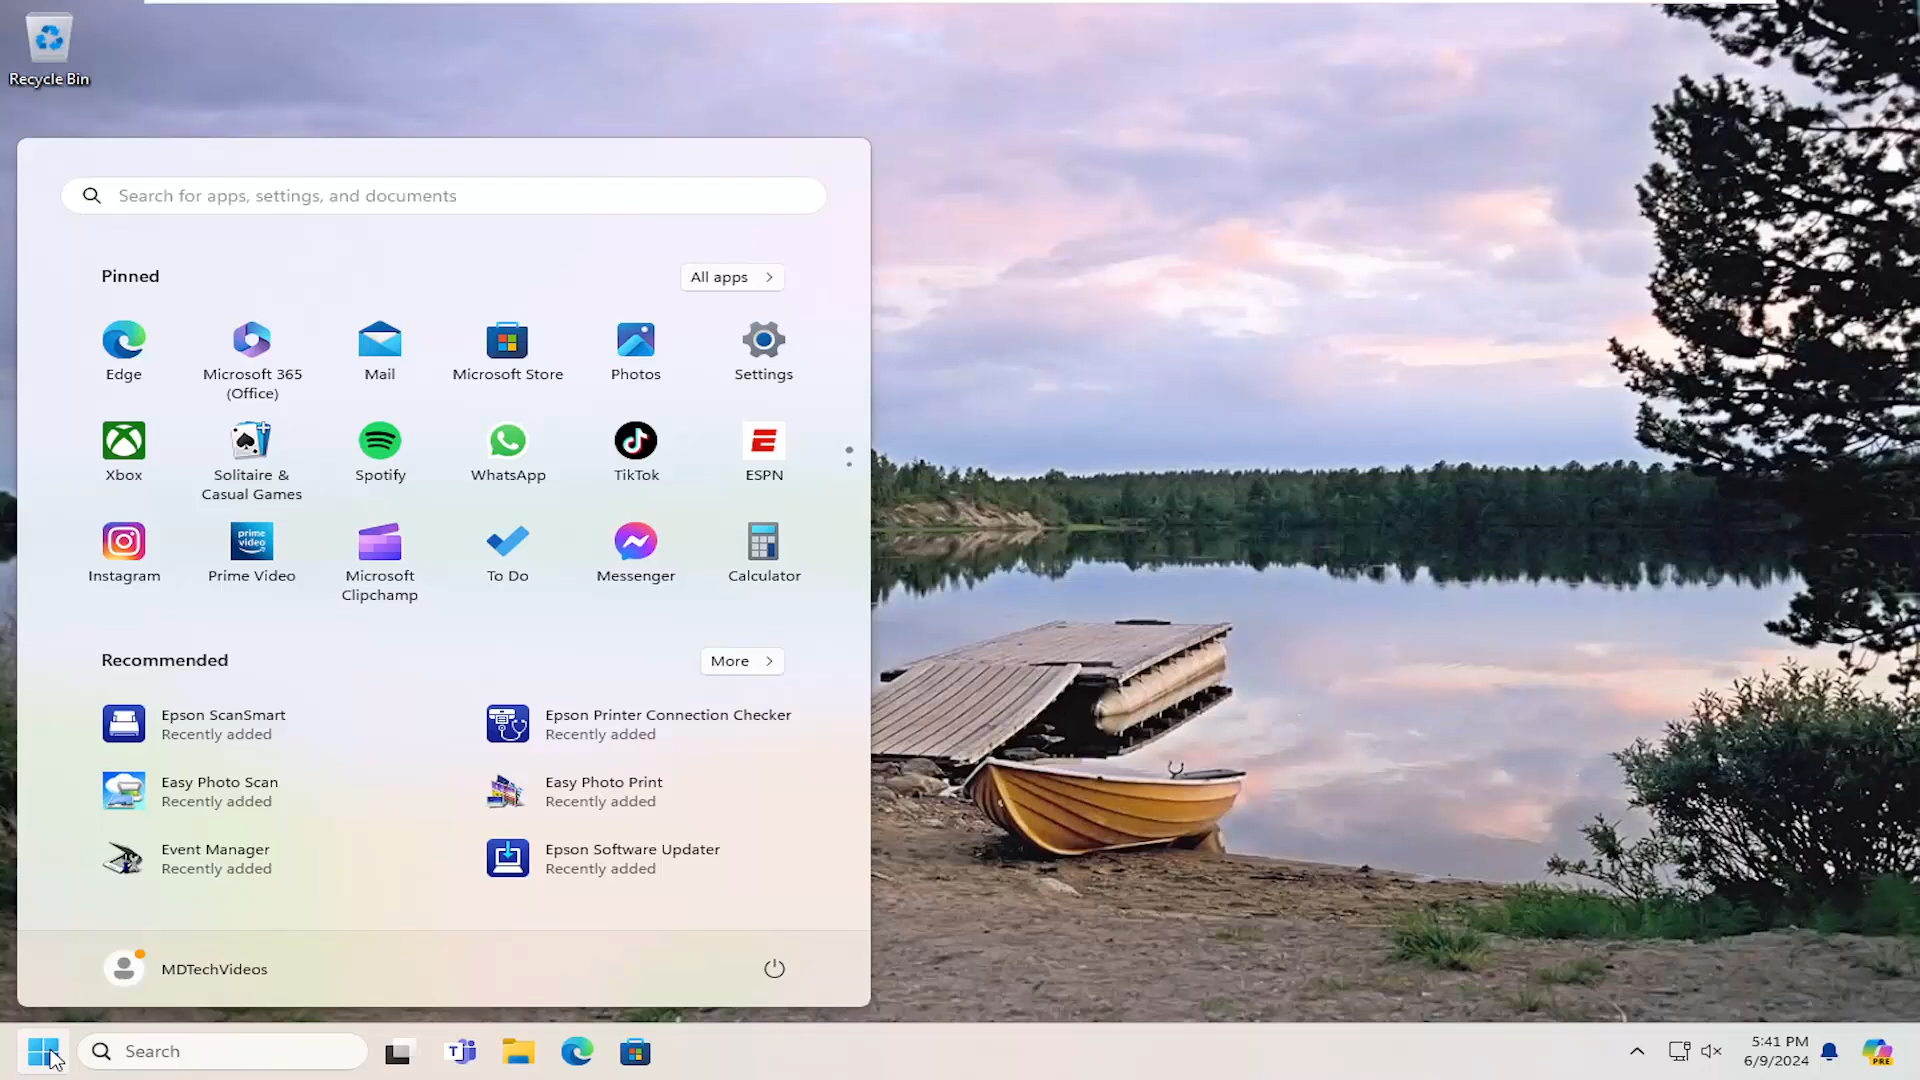 Recycle Bin
Search for apps, settings, and documents
Pinned
All apps
Edge
Microsoft 365
(Office)
Mail
Microsoft Store
Photos
Settings
Xbox
Solitaire &
Casual Games
Spotify
WhatsApp
TikTok
ESPN
prime
video
Instagram
Prime Video
Microsoft
Clipchamp
To Do
Messenger
Calculator
Recommended
More
Epson ScanSmart
Recently added
Epson Printer Connection Checker
Recently added
Easy Photo Scan
Recently added
Easy Photo Print
Recently added
Event Manager
Recently added
Epson Software Updater
Recently added
MDTechVideos
Search
5:41 PM
6/9/2024
PRE